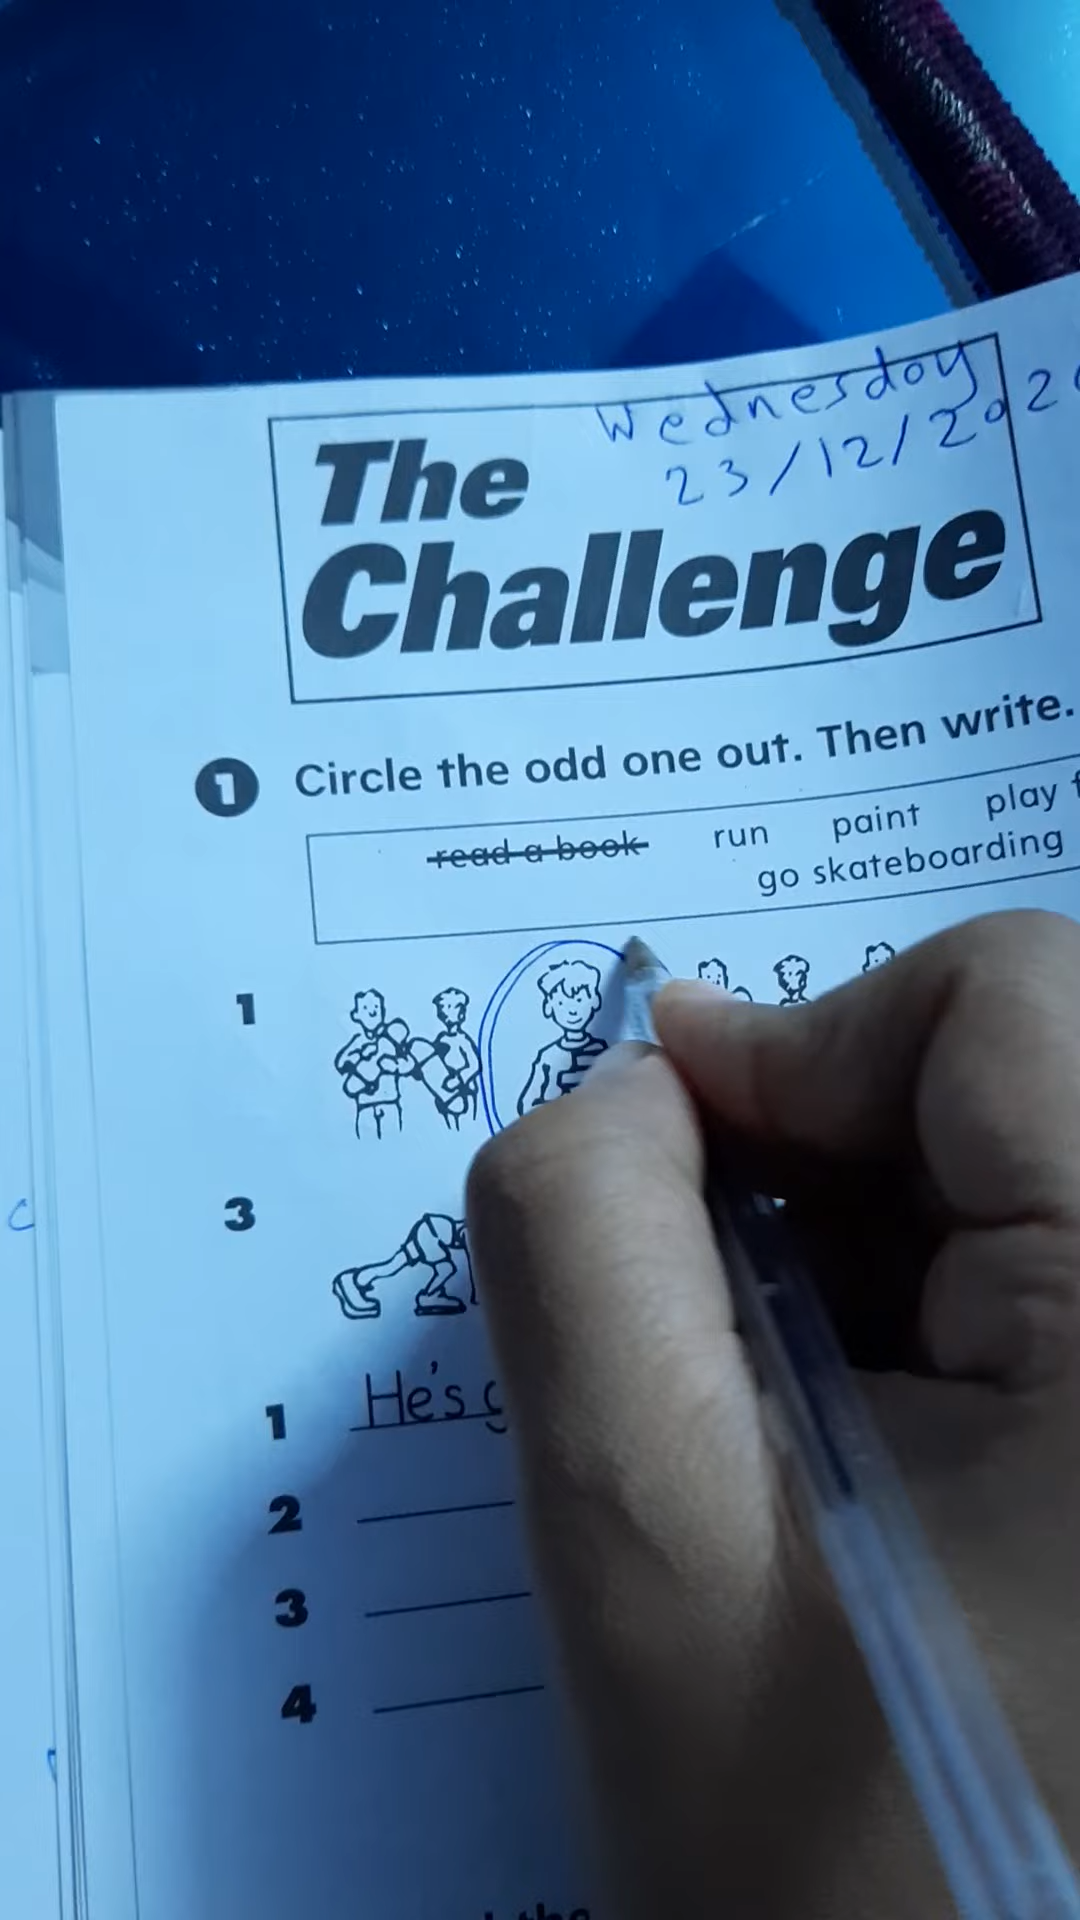 Wednesday
23/12/202
The
Challenge
1 Circle the odd one out. Then write.
read a book run paint play
go skateboarding
1
3
1 He's g
2
3
4
the